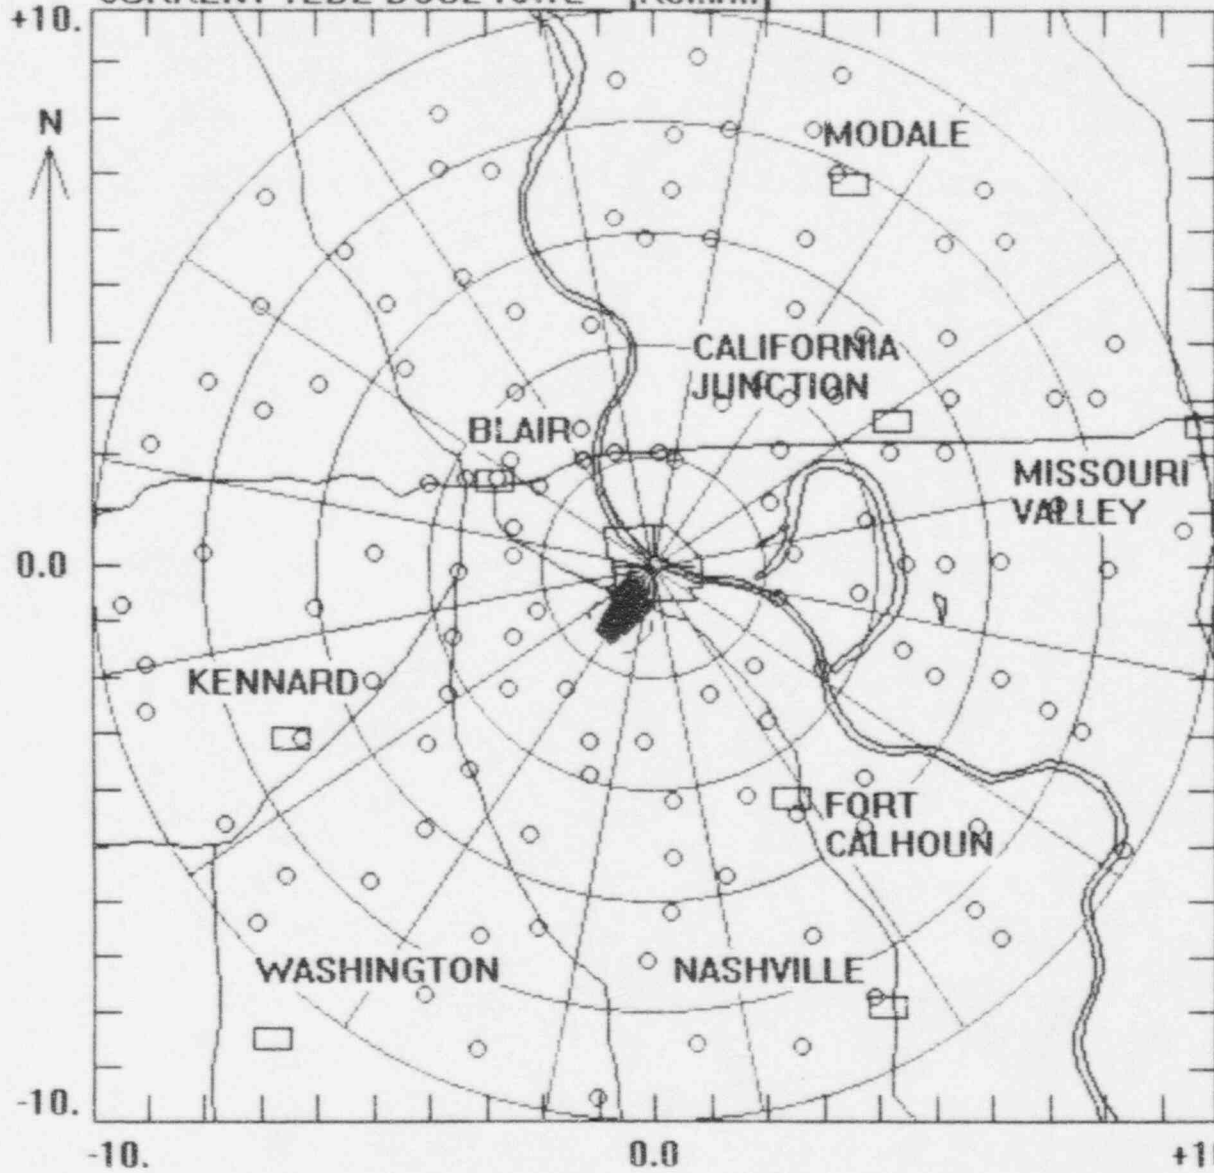 +10.
N
MODALE
CALIFORNIA
JUNCTION
BLAIR
MISSOURI
VALLEY
0.0
KENNARD
FORT
CALHOUN
WASHINGTON
NASHVILLE
-10.
-10.
0.0